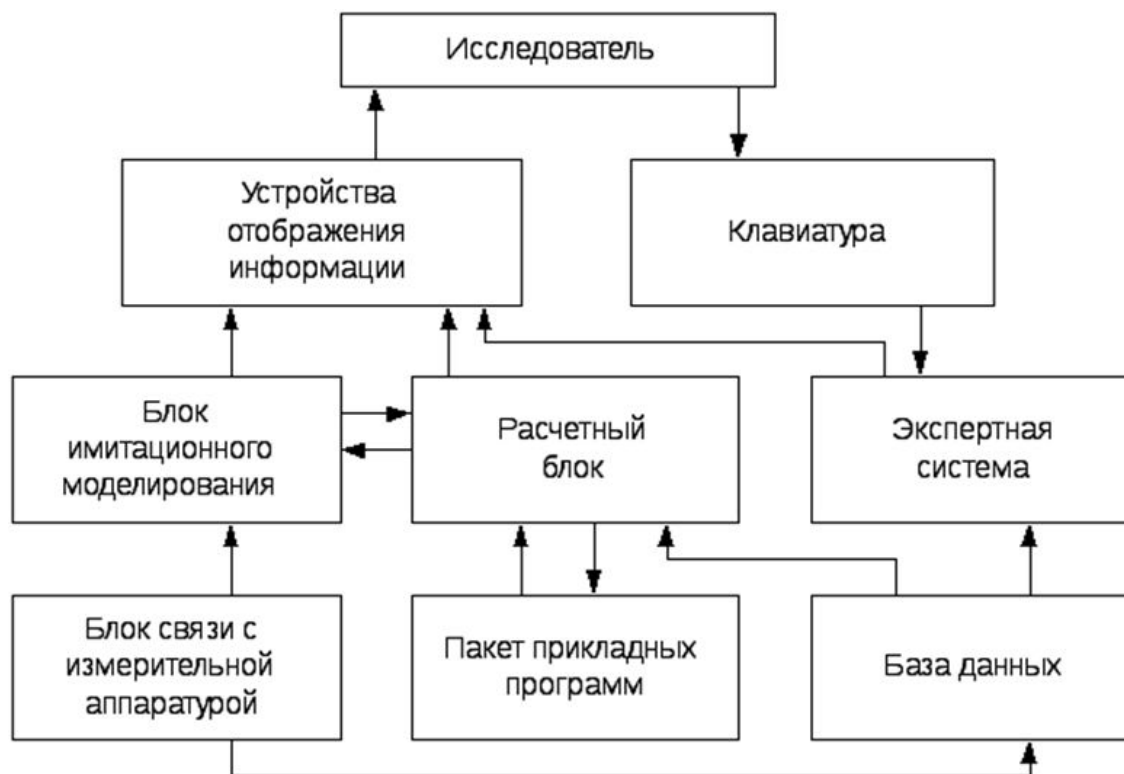 Исследователь
Устройства
отображения
информации
Клавиатура
Блок
имитационного
моделирования
Расчетный
блок
Экспертная
система
Блок связи с
измерительной
аппаратурой
Пакет прикладных
программ
База данных